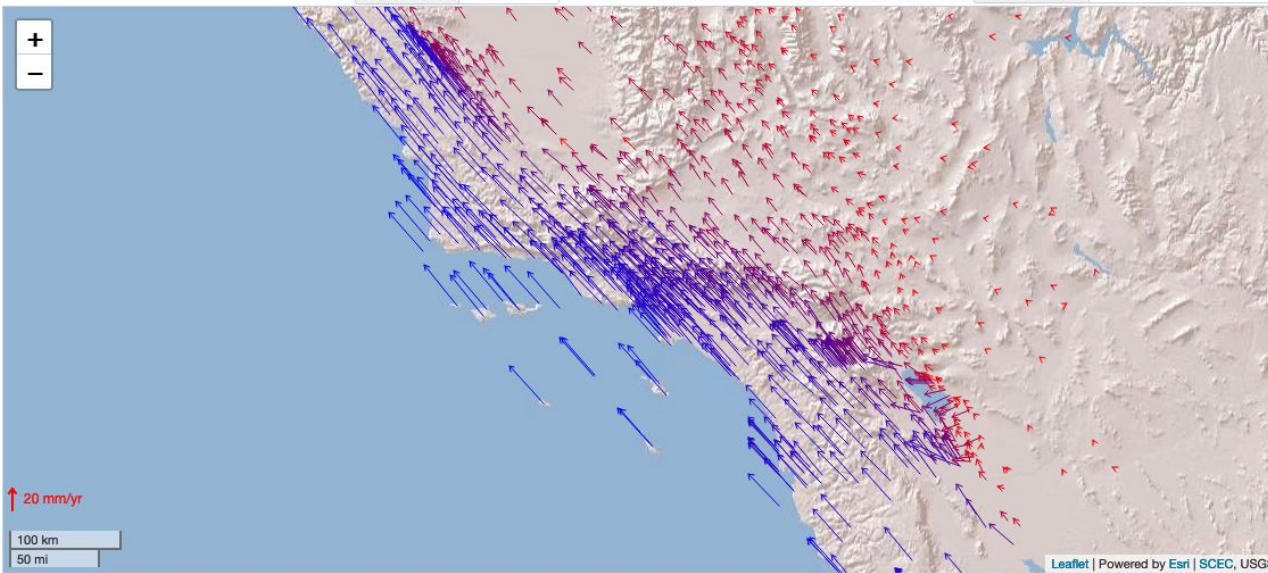 +
−
20 mm/yr
100 km
50 mi
Leaflet | Powered by Esri | SCEC, USGS